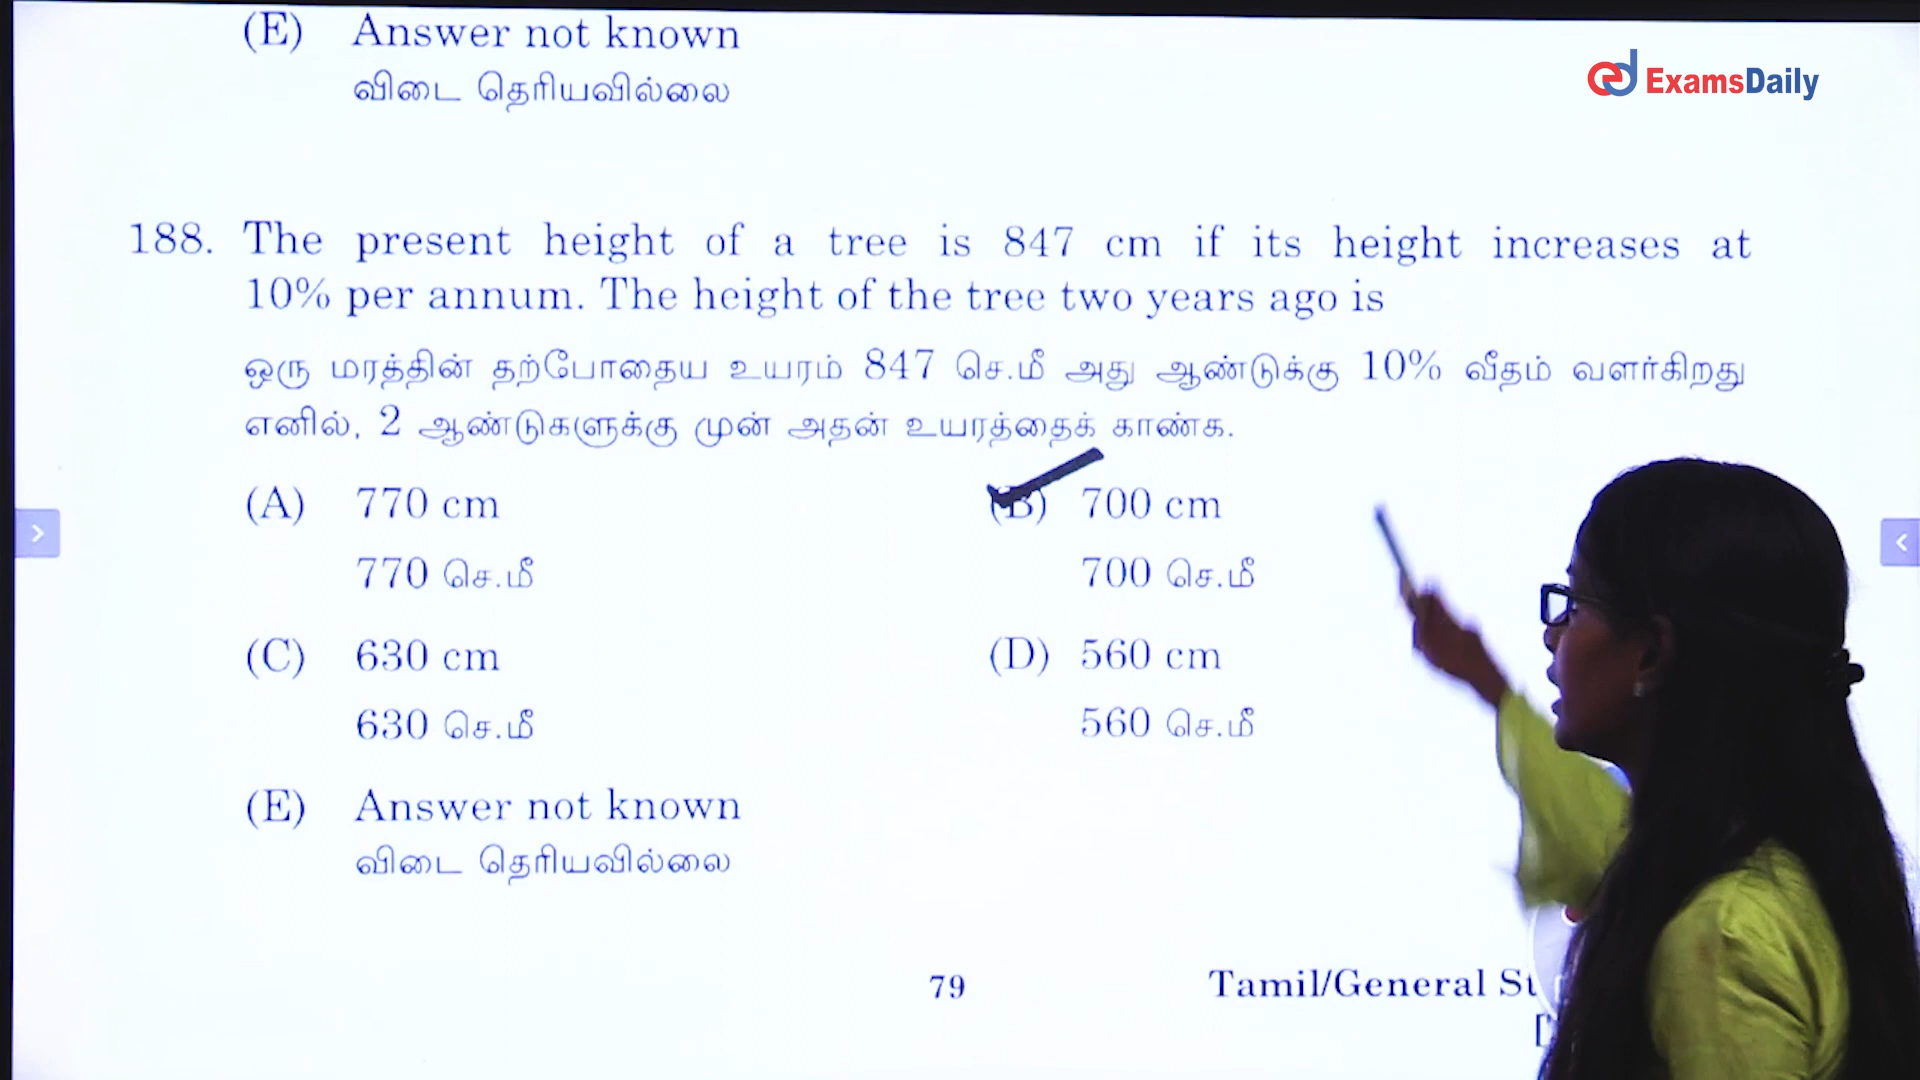 (E) Answer not known
விடை தெரியவில்லை
ExamsDaily
188. The present height of a tree is 847 cm if its height increases at
10% per annum. The height of the tree two years ago is
ஒரு மரத்தின் தற்போதைய உயரம் 847 செ.மீ அது ஆண்டுக்கு 10% வீதம் வளர்கிறது
எனில், 2 ஆண்டுகளுக்கு முன் அதன் உயரத்தைக் காண்க.
(A) 770 cm (B) 700 cm
770 செ.மீ 700 செ.மீ
(C) 630 cm (D) 560 cm
630 செ.மீ 560 செ.மீ
(E) Answer not known
விடை தெரியவில்லை
79 Tamil/General